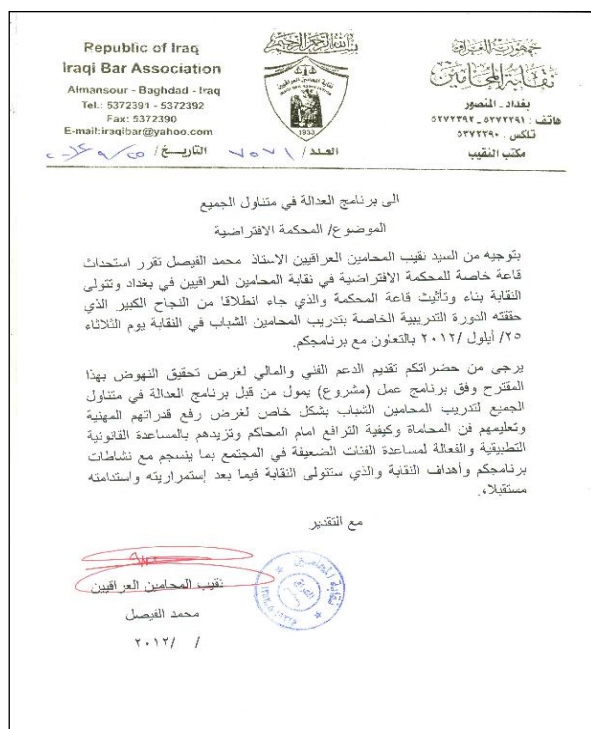 Republic of Iraq
Iraqi Bar Association
Almansour - Baghdad - Iraq
Tel.: 5372391 - 5372392
Fax: 5372390
E-mail:iraqibar@yahoo.com
بسم الله الرحمن الرحيم
نقابة المحامين العراقيين
1933
جمهورية العراق
نقابة المحامين
بغداد ـ المنصور
هاتف : ٥٣٧٢٣٩١ ـ ٥٣٧٢٣٩٢
تلكس : ٥٣٧٢٣٩٠
مكتب النقيب
العدد / ٧٥٧١
التاريخ /
الى برنامج العدالة في متناول الجميع
الموضوع/ المحكمة الافتراضية
بتوجيه من السيد نقيب المحامين العراقيين الاستاذ محمد الفيصل تقرر استحداث
قاعة خاصة للمحكمة الافتراضية في نقابة المحامين العراقيين في بغداد وتتولى
النقابة بناء وتأثيث قاعة المحكمة والذي جاء انطلاقا من النجاح الكبير الذي
حققته الدورة التدريبية الخاصة بتدريب المحامين الشباب في النقابة يوم الثلاثاء
٢٥/ أيلول /٢٠١٢ بالتعاون مع برنامجكم.
يرجى من حضراتكم تقديم الدعم الفني والمالي لغرض تحقيق النهوض بهذا
المقترح وفق برنامج عمل (مشروع) يمول من قبل برنامج العدالة في متناول
الجميع لتدريب المحامين الشباب بشكل خاص لغرض رفع قدراتهم المهنية
وتعليمهم فن المحاماة وكيفية الترافع امام المحاكم وتزيدهم بالمساعدة القانونية
التطبيقية والفعالة لمساعدة الفئات الضعيفة في المجتمع بما ينسجم مع نشاطات
برنامجكم وأهداف النقابة والذي ستتولى النقابة فيما بعد إستمراريته واستدامته
مستقبلا،.
مع التقدير
نقيب المحامين العراقيين
محمد الفيصل
/ /٢٠١٢